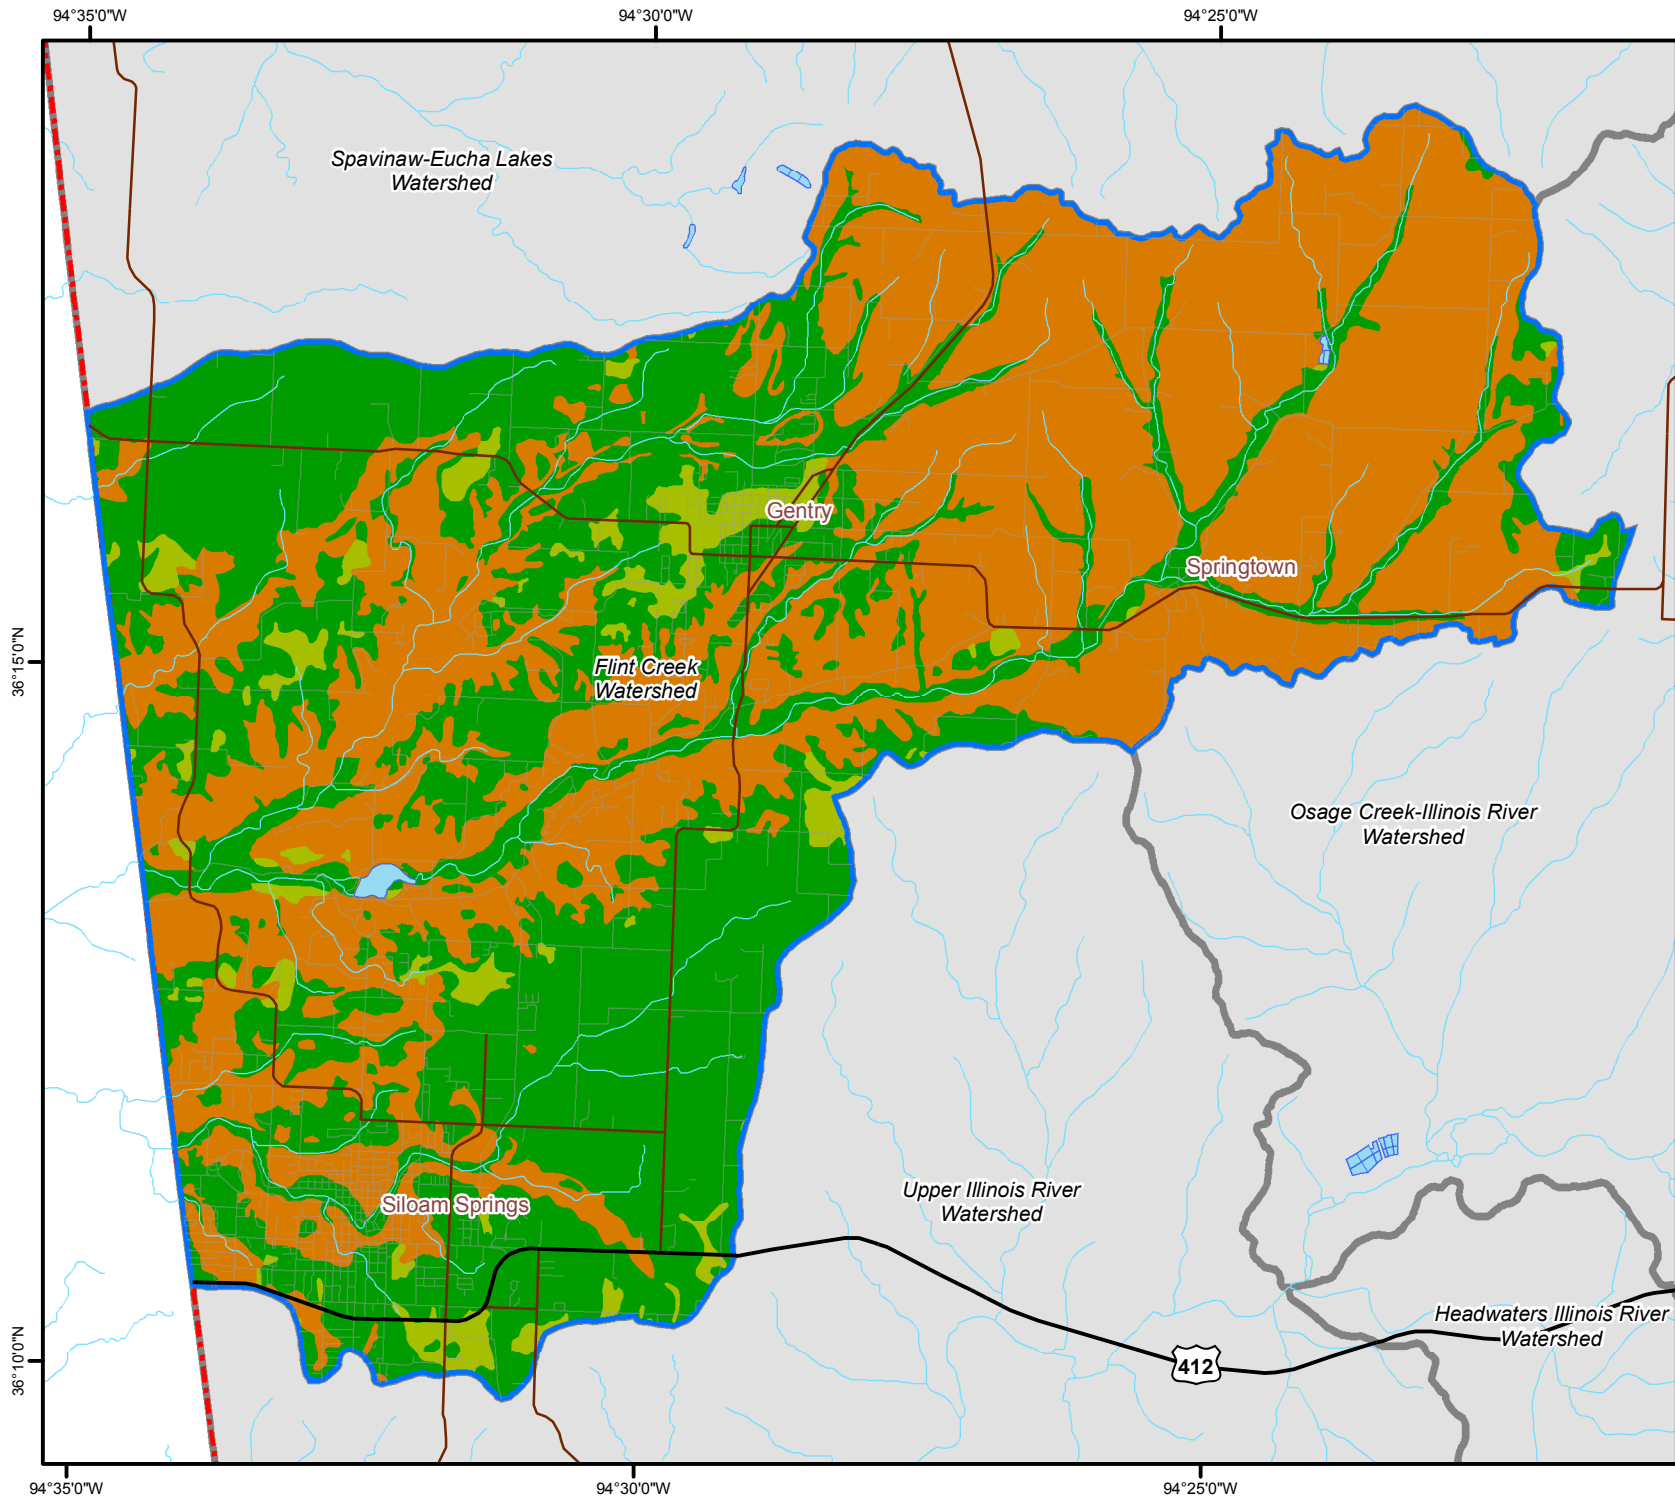 94°35'0"W
94°30'0"W
94°25'0"W
Spavinaw-Eucha Lakes
Watershed
Gentry
Springtown
36°15'0"N
Flint Creek
Watershed
Osage Creek-Illinois River
Watershed
Upper Illinois River
Watershed
Siloam Springs
Headwaters Illinois River
Watershed
412
36°10'0"N
94°35'0"W
94°30'0"W
94°25'0"W